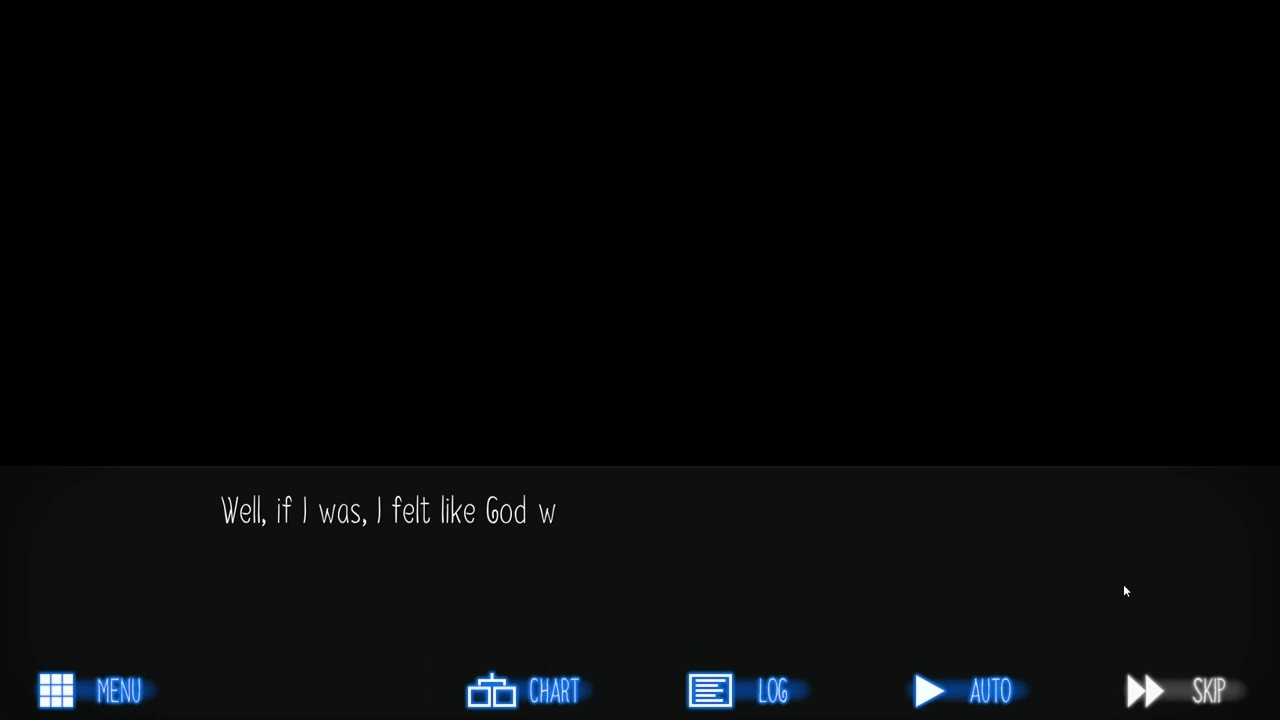 Well, if I was, I felt like God w
MENU
CHART
LOG
AUTO
SKIP